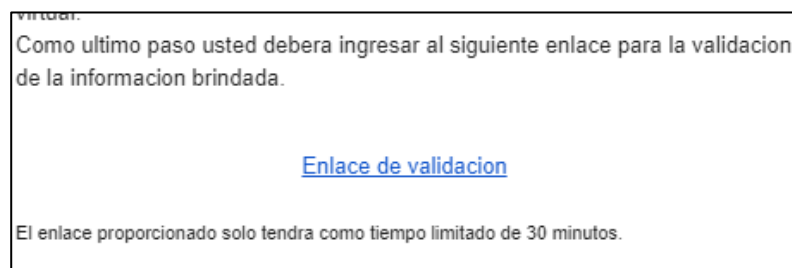 virtual.
Como ultimo paso usted debera ingresar al siguiente enlace para la validacion
de la informacion brindada.
Enlace de validacion
El enlace proporcionado solo tendra como tiempo limitado de 30 minutos.